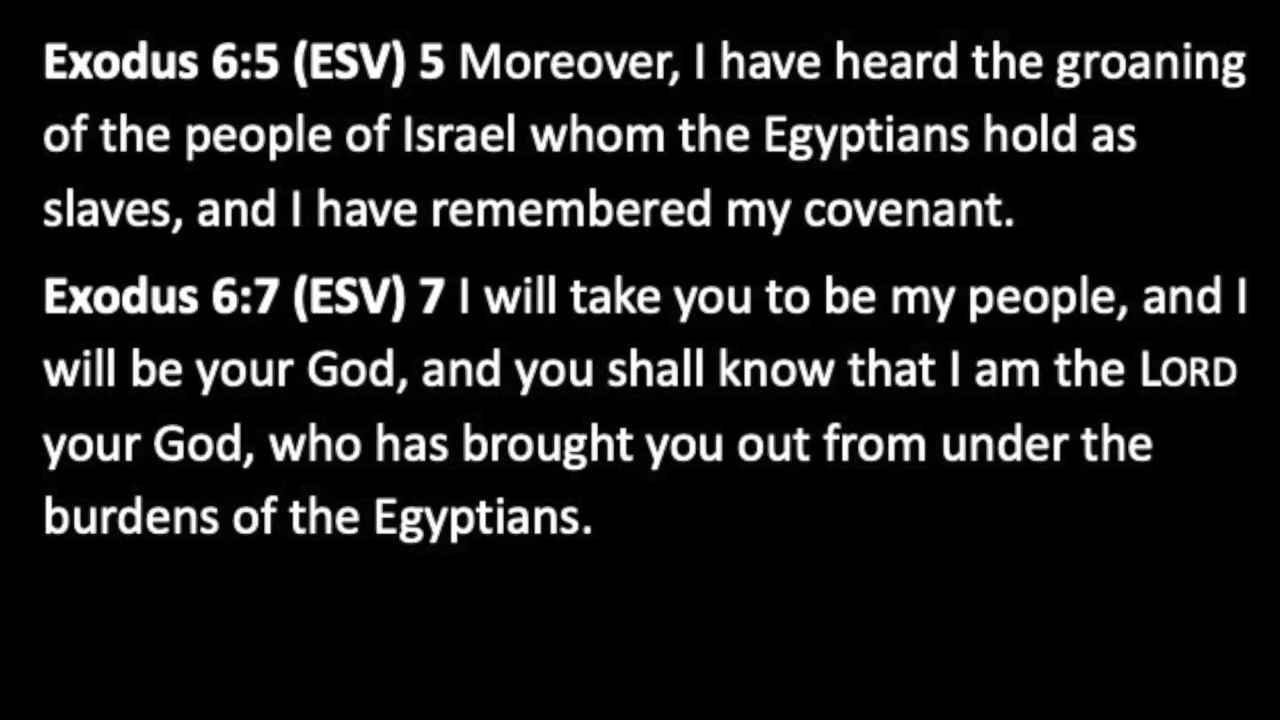 Exodus 6:5 (ESV) 5 Moreover, I have heard the groaning
of the people of Israel whom the Egyptians hold as
slaves, and I have remembered my covenant.
Exodus 6:7 (ESV) 7 I will take you to be my people, and I
will be your God, and you shall know that I am the LORD
your God, who has brought you out from under the
burdens of the Egyptians.